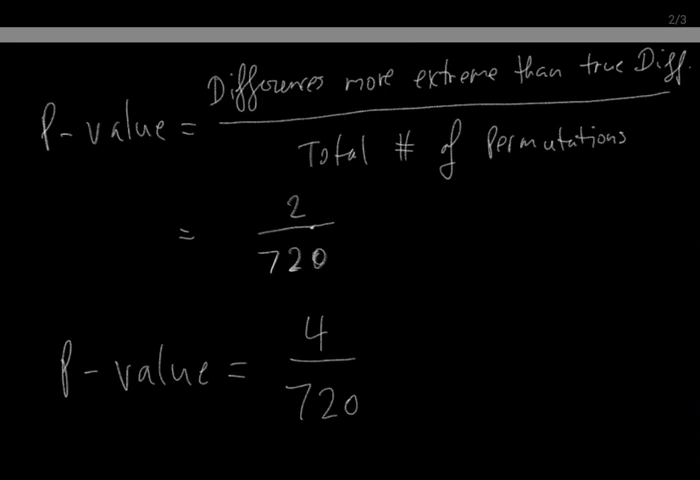 2/3
Differences more extreme than true Diff.
P-value =
Total # of Permutations
= 2
720
P-value = 4
720